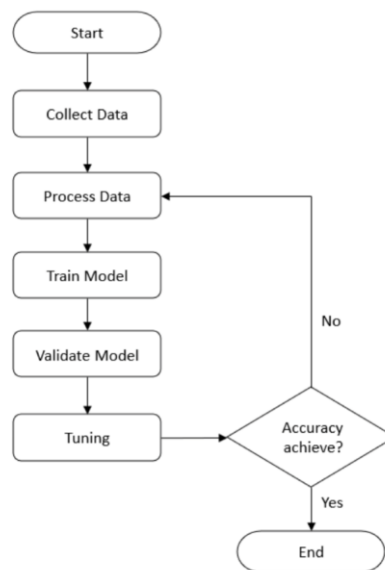 Start
Collect Data
Process Data
Train Model
No
Validate Model
Tuning
Accuracy
achieve?
Yes
End